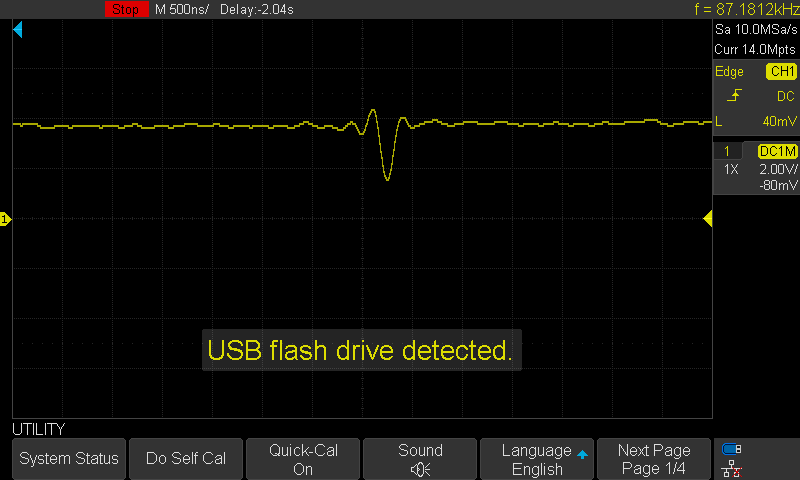 Stop M 500ns/ Delay:-2.04s f = 87.1812kHz
Sa 10.0MSa/s
Curr 14.0Mpts
Edge CH1
DC
L 40mV
1 DC1M
1X 2.00V/
-80mV
1
USB flash drive detected.
UTILITY
System Status
Do Self Cal
Quick-Cal
On
Sound
Language
English
Next Page
Page 1/4